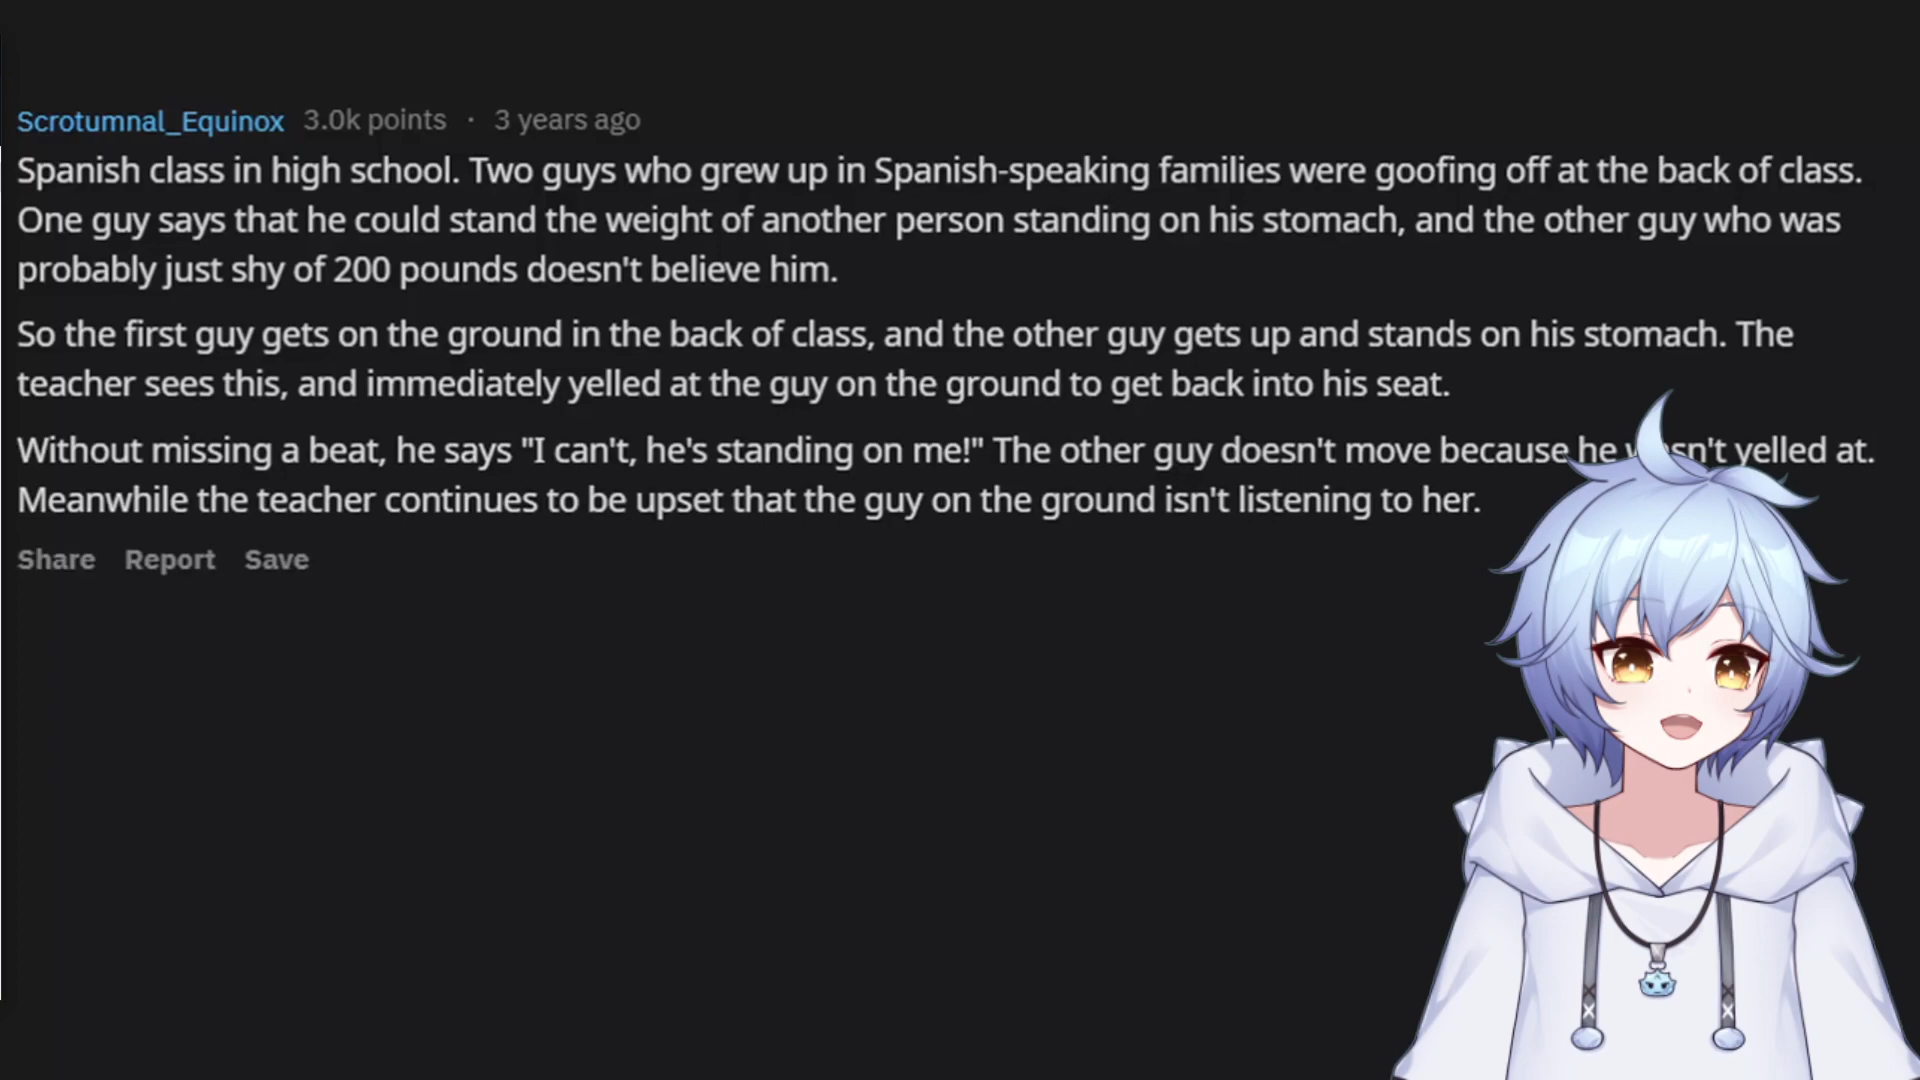 Scrotumnal_Equinox 3.0k points · 3 years ago
Spanish class in high school. Two guys who grew up in Spanish-speaking families were goofing off at the back of class.
One guy says that he could stand the weight of another person standing on his stomach, and the other guy who was
probably just shy of 200 pounds doesn't believe him.
So the first guy gets on the ground in the back of class, and the other guy gets up and stands on his stomach. The
teacher sees this, and immediately yelled at the guy on the ground to get back into his seat.
Without missing a beat, he says "I can't, he's standing on me!" The other guy doesn't move because he wasn't yelled at.
Meanwhile the teacher continues to be upset that the guy on the ground isn't listening to her.
Share Report Save